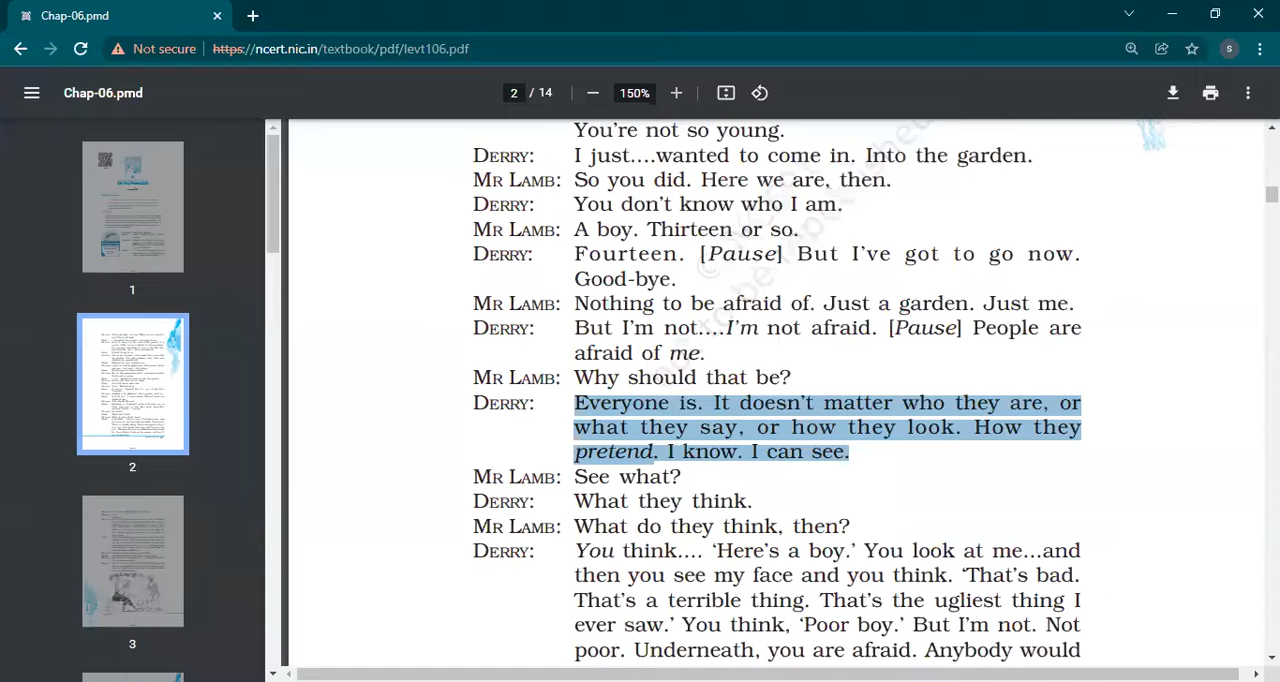 Chap-06.pmd
Not secure https://ncert.nic.in/textbook/pdf/levt106.pdf S
Chap-06.pmd 2 / 14 150%
1
2
3
You're not so young.
DERRY: I just....wanted to come in. Into the garden.
MR LAMB: So you did. Here we are, then.
DERRY: You don't know who I am.
MR LAMB: A boy. Thirteen or so.
DERRY: Fourteen. [Pause] But I've got to go now.
Good-bye.
MR LAMB: Nothing to be afraid of. Just a garden. Just me.
DERRY: But I'm not....I'm not afraid. [Pause] People are
afraid of me.
MR LAMB: Why should that be?
DERRY: Everyone is. It doesn't matter who they are, or
what they say, or how they look. How they
pretend. I know. I can see.
MR LAMB: See what?
DERRY: What they think.
MR LAMB: What do they think, then?
DERRY: You think.... 'Here's a boy.' You look at me...and
then you see my face and you think. 'That's bad.
That's a terrible thing. That's the ugliest thing I
ever saw.' You think, 'Poor boy.' But I'm not. Not
poor. Underneath, you are afraid. Anybody would